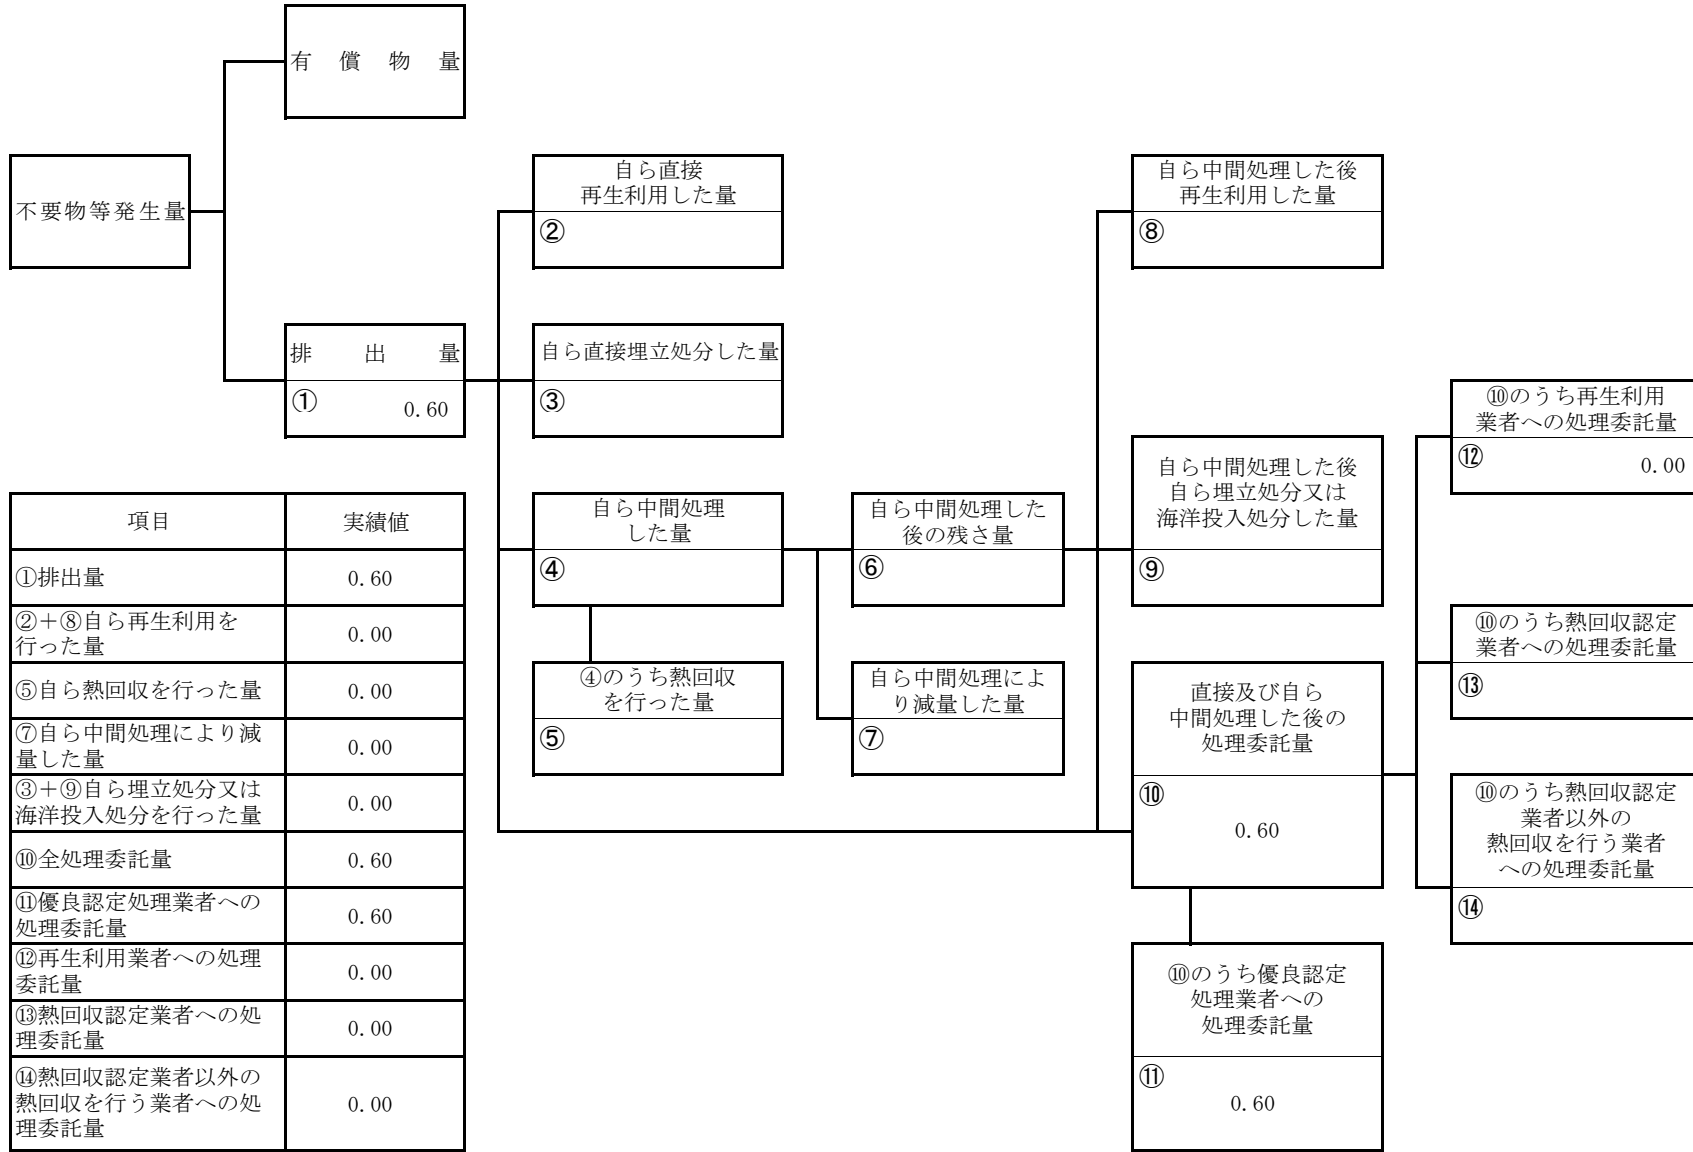 有償物量
不要物等発生量
排出量
①
0.60
自ら直接
再生利用した量
②
自ら直接埋立処分した量
③
自ら中間処理
した量
④
④のうち熱回収
を行った量
⑤
自ら中間処理した
後の残さ量
⑥
自ら中間処理によ
り減量した量
⑦
自ら中間処理した後
再生利用した量
⑧
自ら中間処理した後
自ら埋立処分又は
海洋投入処分した量
⑨
直接及び自ら
中間処理した後の
処理委託量
⑩
0.60
⑩のうち優良認定
処理業者への
処理委託量
⑪
0.60
⑩のうち再生利用
業者への処理委託量
⑫ 0.00
⑩のうち熱回収認定
業者への処理委託量
⑬
⑩のうち熱回収認定
業者以外の
熱回収を行う業者
への処理委託量
⑭
項目 実績値
①排出量 0.60
②+⑧自ら再生利用を
行った量
0.00
⑤自ら熱回収を行った量 0.00
⑦自ら中間処理により減
量した量
0.00
③+⑨自ら埋立処分又は
海洋投入処分を行った量
0.00
⑩全処理委託量 0.60
⑪優良認定処理業者への
処理委託量
0.60
⑫再生利用業者への処理
委託量
0.00
⑬熱回収認定業者への処
理委託量
0.00
⑭熱回収認定業者以外の
熱回収を行う業者への処
理委託量
0.00